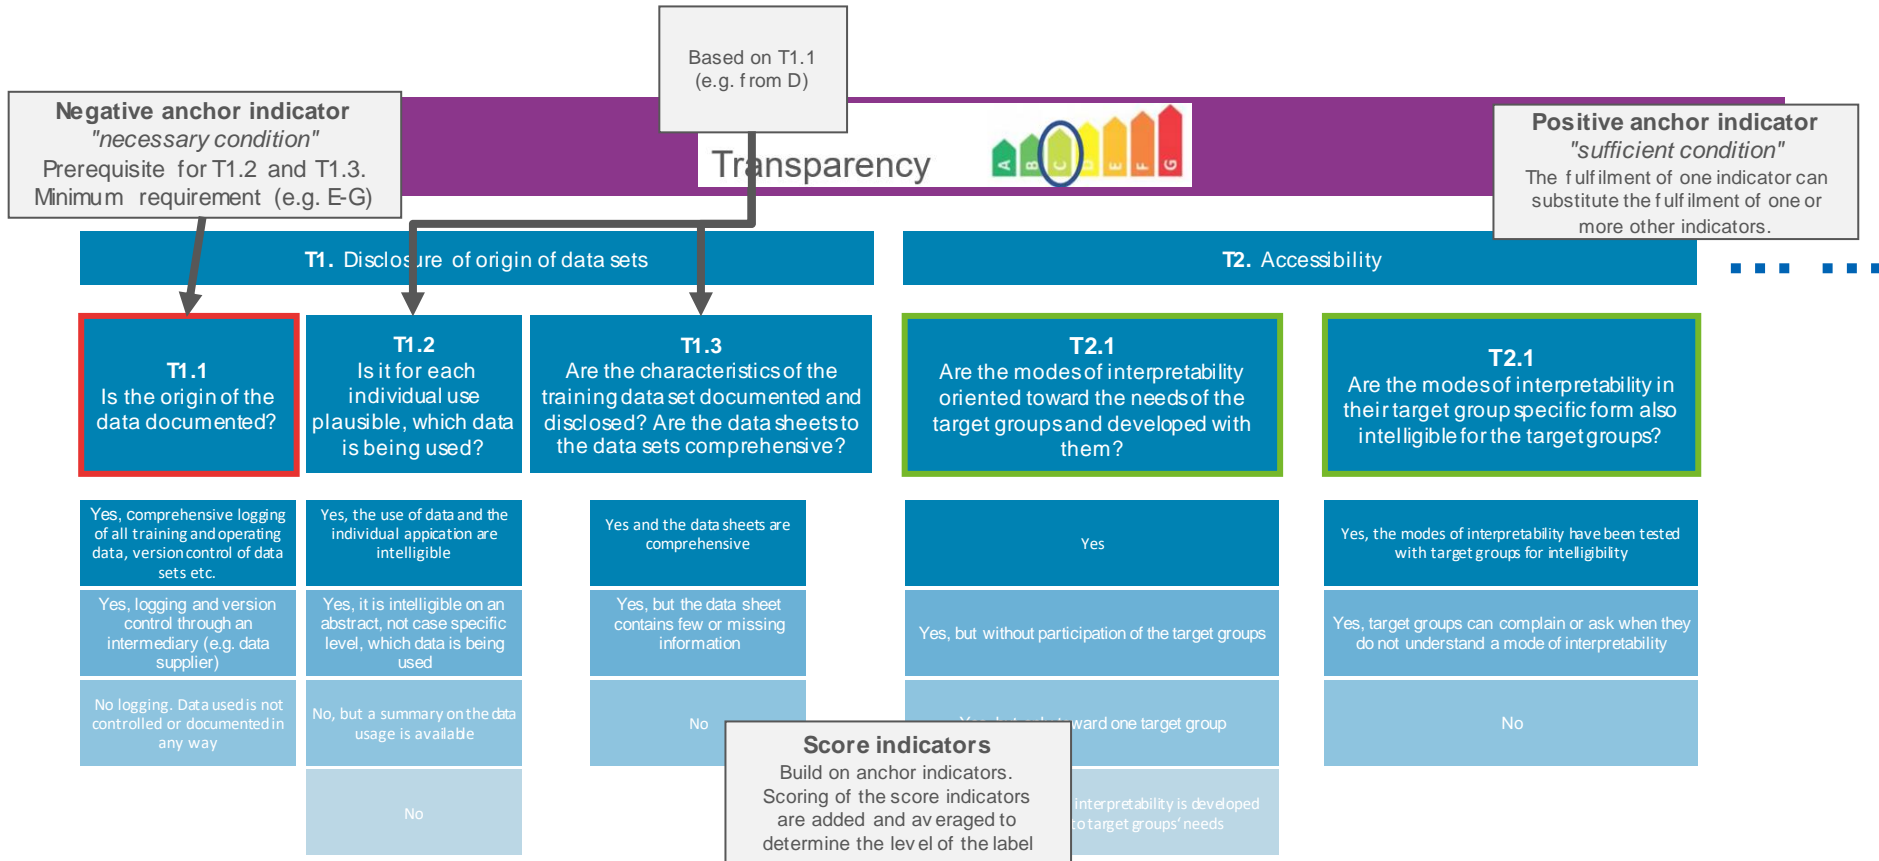 Based on T1.1
(e.g. from D)
Negative anchor indicator
"necessary condition"
Prerequisite for T1.2 and T1.3.
Minimum requirement (e.g. E-G)
Transparency
A B C D E F G
Positive anchor indicator
"sufficient condition"
The fulfilment of one indicator can
substitute the fulfilment of one or
more other indicators.
T1. Disclosure of origin of data sets
T2. Accessibility
T1.1
Is the origin of the
data documented?
T1.2
Is it for each
individual use
plausible, which data
is being used?
T1.3
Are the characteristics of the
training data set documented and
disclosed? Are the data sheets to
the data sets comprehensive?
T2.1
Are the modes of interpretability
oriented toward the needs of the
target groups and developed with
them?
T2.1
Are the modes of interpretability in
their target group specific form also
intelligible for the target groups?
Yes, comprehensive logging
of all training and operating
data, version control of data
sets etc.
Yes, logging and version
control through an
intermediary (e.g. data
supplier)
No logging. Data used is not
controlled or documented in
any way
Yes, the use of data and the
individual appication are
intelligible
Yes, it is intelligible on an
abstract, not case specific
level, which data is being
used
No, but a summary on the data
usage is available
No
Yes and the data sheets are
comprehensive
Yes, but the data sheet
contains few or missing
information
No
Yes
Yes, but without participation of the target groups
toward one target group
interpretability is developed
to target groups' needs
Yes, the modes of interpretability have been tested
with target groups for intelligibility
Yes, target groups can complain or ask when they
do not understand a mode of interpretability
No
Score indicators
Build on anchor indicators.
Scoring of the score indicators
are added and averaged to
determine the level of the label